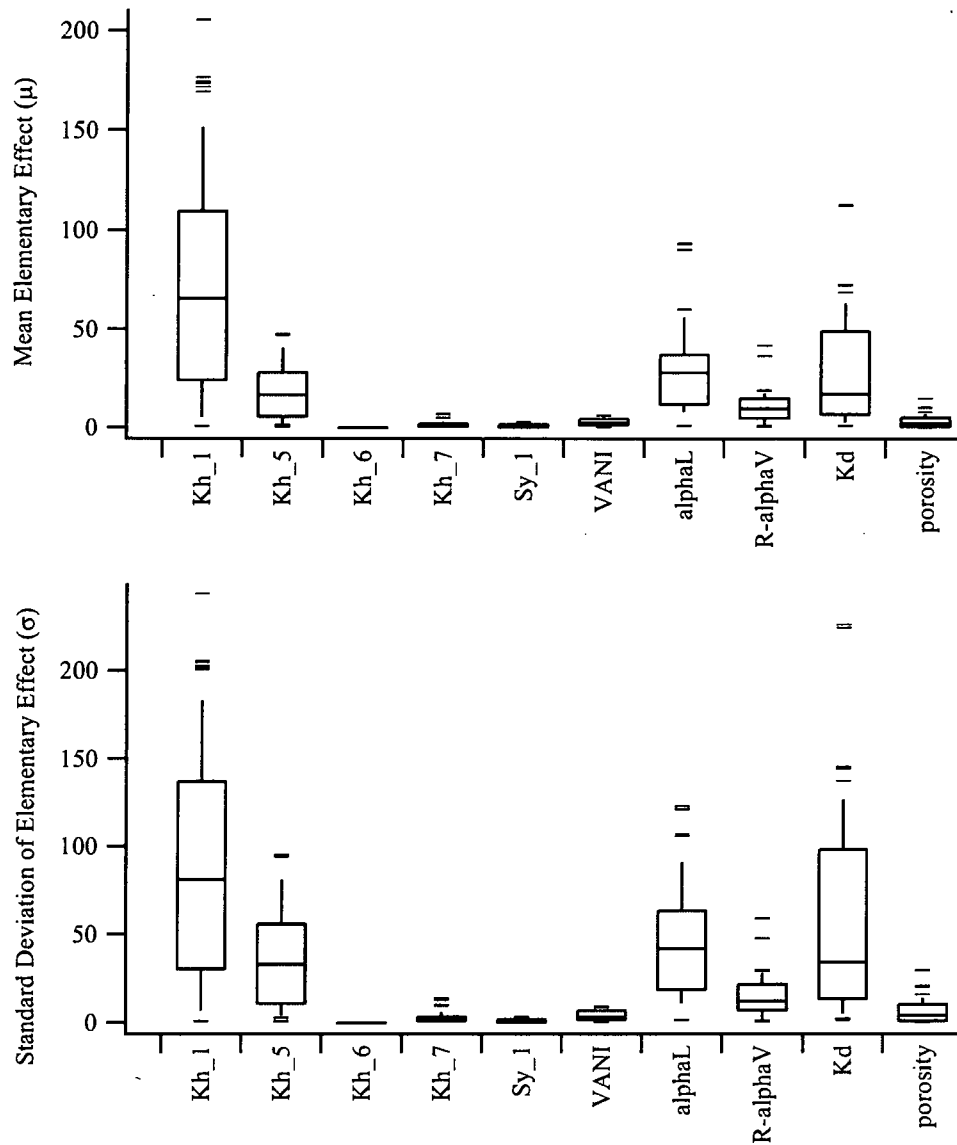 Mean Elementary Effect (μ)
200
150
100
50
0
Kh_1
Kh_5
Kh_6
Kh_7
Sy_1
VANI
alphaL
R-alphaV
Kd
porosity
Standard Deviation of Elementary Effect (σ)
200
150
100
50
0
Kh_1
Kh_5
Kh_6
Kh_7
Sy_1
VANI
alphaL
R-alphaV
Kd
porosity